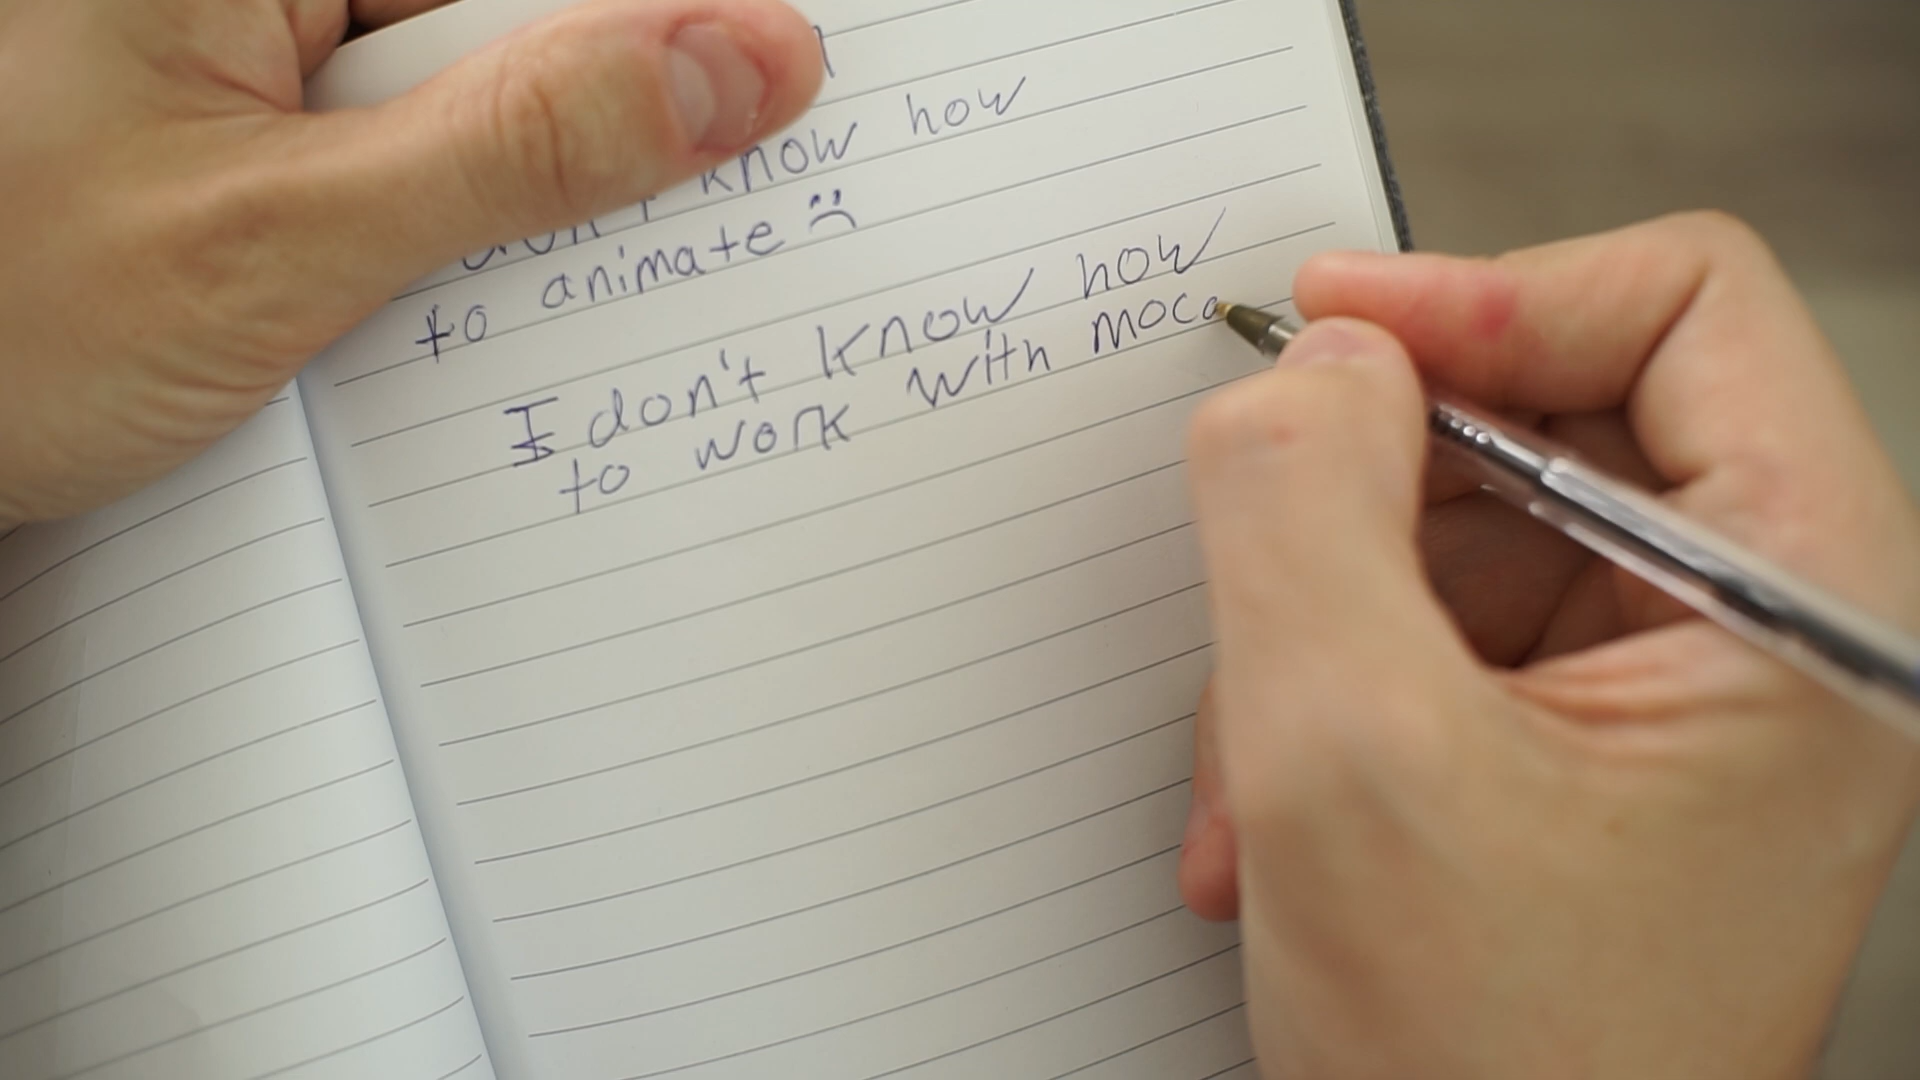 know how
to animate
I don't know how
to work with moca